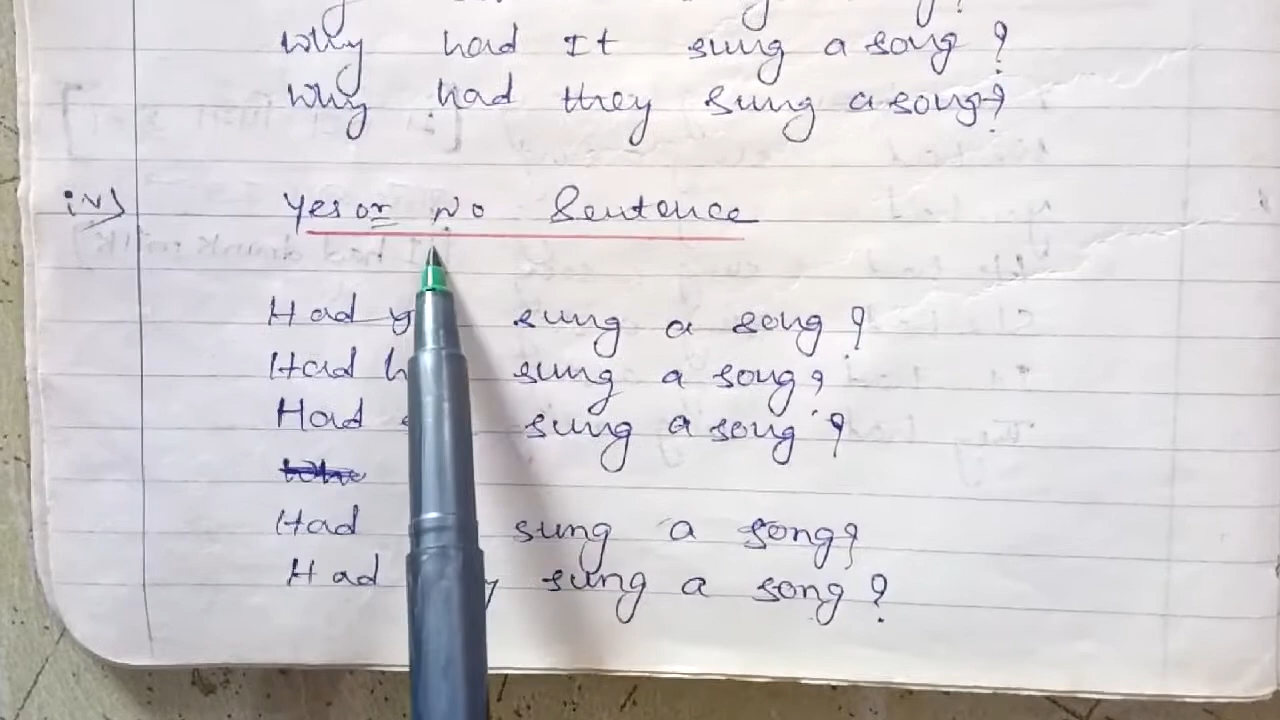 why had It sung a song?
why had they sung a song?
iv) Yes or No Sentence
Had sung a song?
Had sung a song?
Had sung a song?
Had sung a song?
Had sung a song?